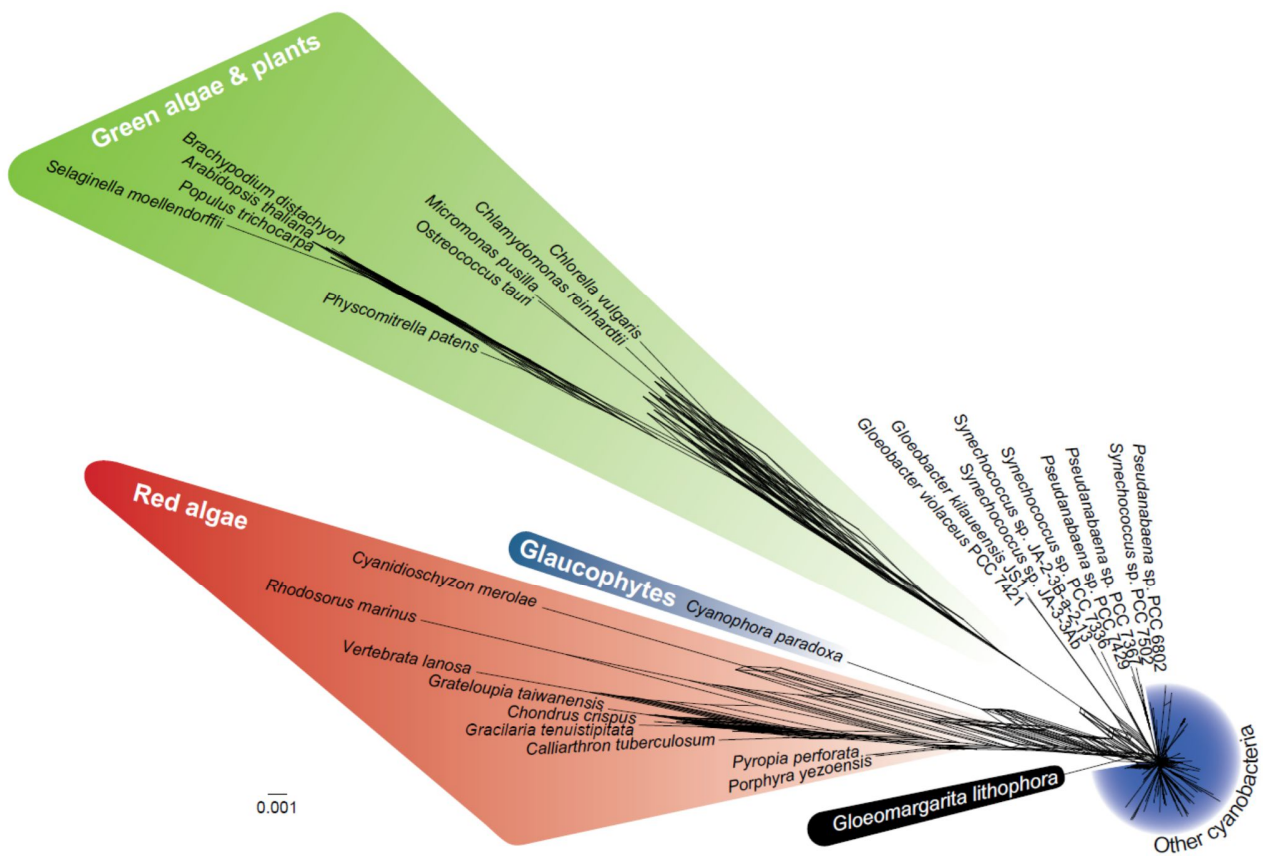 Green algae & plants
Brachypodium distachyon
Arabidopsis thaliana
Populus trichocarpa
Selaginella moellendorffii
Physcomitrella patens
Chlorella vulgaris
Chlamydomonas reinhardtii
Micromonas pusilla
Ostreococcus tauri
Red algae
Cyanidioschyzon merolae
Rhodosorus marinus
Vertebrata lanosa
Grateloupia taiwanensis
Chondrus crispus
Gracilaria tenuistipitata
Calliarthron tuberculosum
Pyropia perforata
Porphyra yezoensis
Glaucophytes
Cyanophora paradoxa
Gloeomargarita lithophora
Gloeobacter violaceus PCC 7421
Gloeobacter kilaueensis JS1
Synechococcus sp. JA-3-3Ab
Synechococcus sp. JA-2-3B-a-2-13
Synechococcus sp. PCC 7336
Pseudanabaena sp. PCC 7429
Pseudanabaena sp. PCC 7367
Synechococcus sp. PCC 7502
Pseudanabaena sp. PCC 6802
Other cyanobacteria
0.001